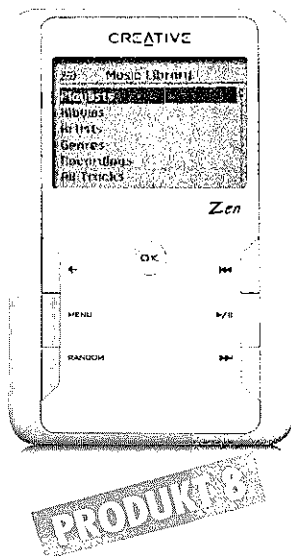 CREATIVE
Music Library
Playlists
Albums
Artists
Genres
Recordings
All Tracks
Zen
OK
MENU
RANDOM
PRODUKT 8